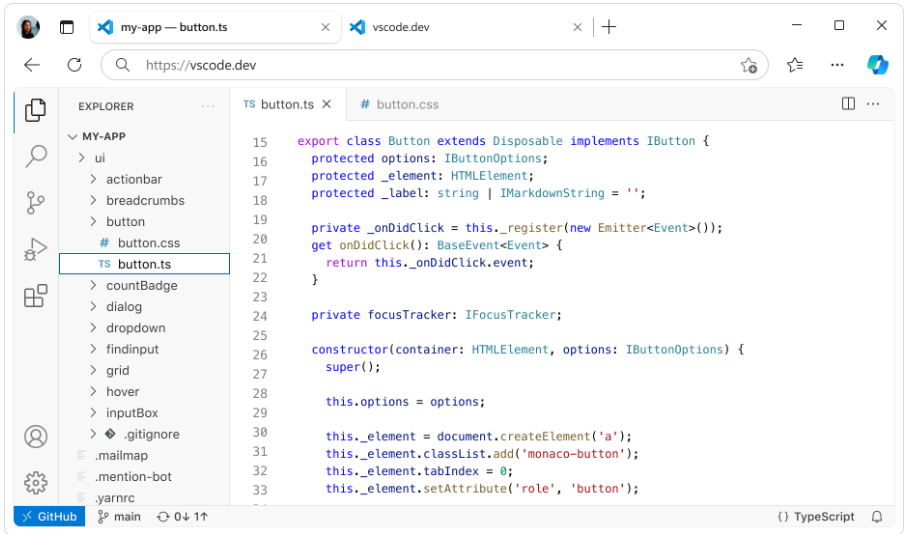 my-app — button.ts
vscode.dev
https://vscode.dev
EXPLORER
MY-APP
ui
actionbar
breadcrumbs
button
# button.css
TS button.ts
countBadge
dialog
dropdown
findinput
grid
hover
inputBox
.gitignore
.mailmap
.mention-bot
.yarnrc
TS button.ts
# button.css
15 export class Button extends Disposable implements IButton {
16 protected options: IButtonOptions;
17 protected _element: HTMLElement;
18 protected _label: string | IMarkdownString = '';
19
20 private _onDidClick = this._register(new Emitter<Event>());
21 get onDidClick(): BaseEvent<Event> {
22 return this._onDidClick.event;
23 }
24
25 private focusTracker: IFocusTracker;
26
27 constructor(container: HTMLElement, options: IButtonOptions) {
28 super();
29
30 this.options = options;
31
32 this._element = document.createElement('a');
33 this._element.classList.add('monaco-button');
this._element.tabIndex = 0;
this._element.setAttribute('role', 'button');
GitHub
main
0↓ 1↑
{} TypeScript